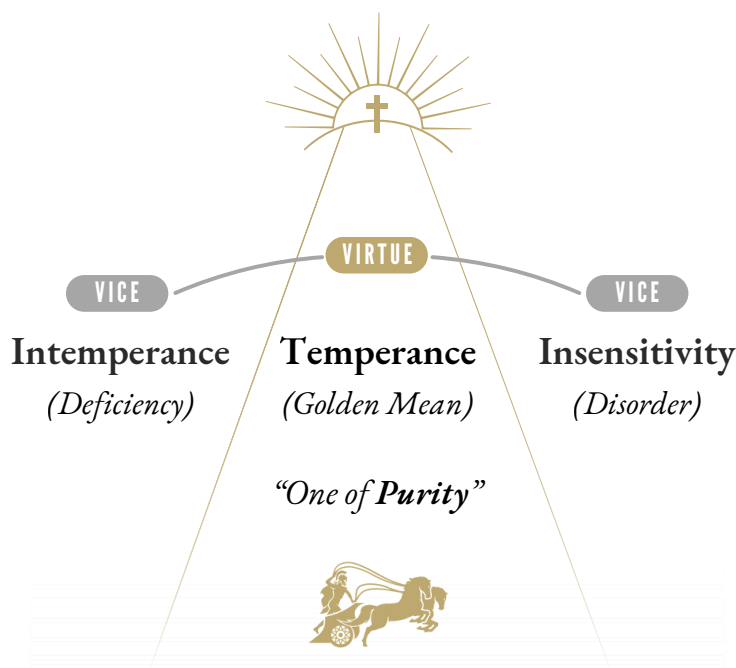 VIRTUE
VICE
VICE
Intemperance
Temperance
Insensitivity
(Deficiency)
(Golden Mean)
(Disorder)
“One of Purity”